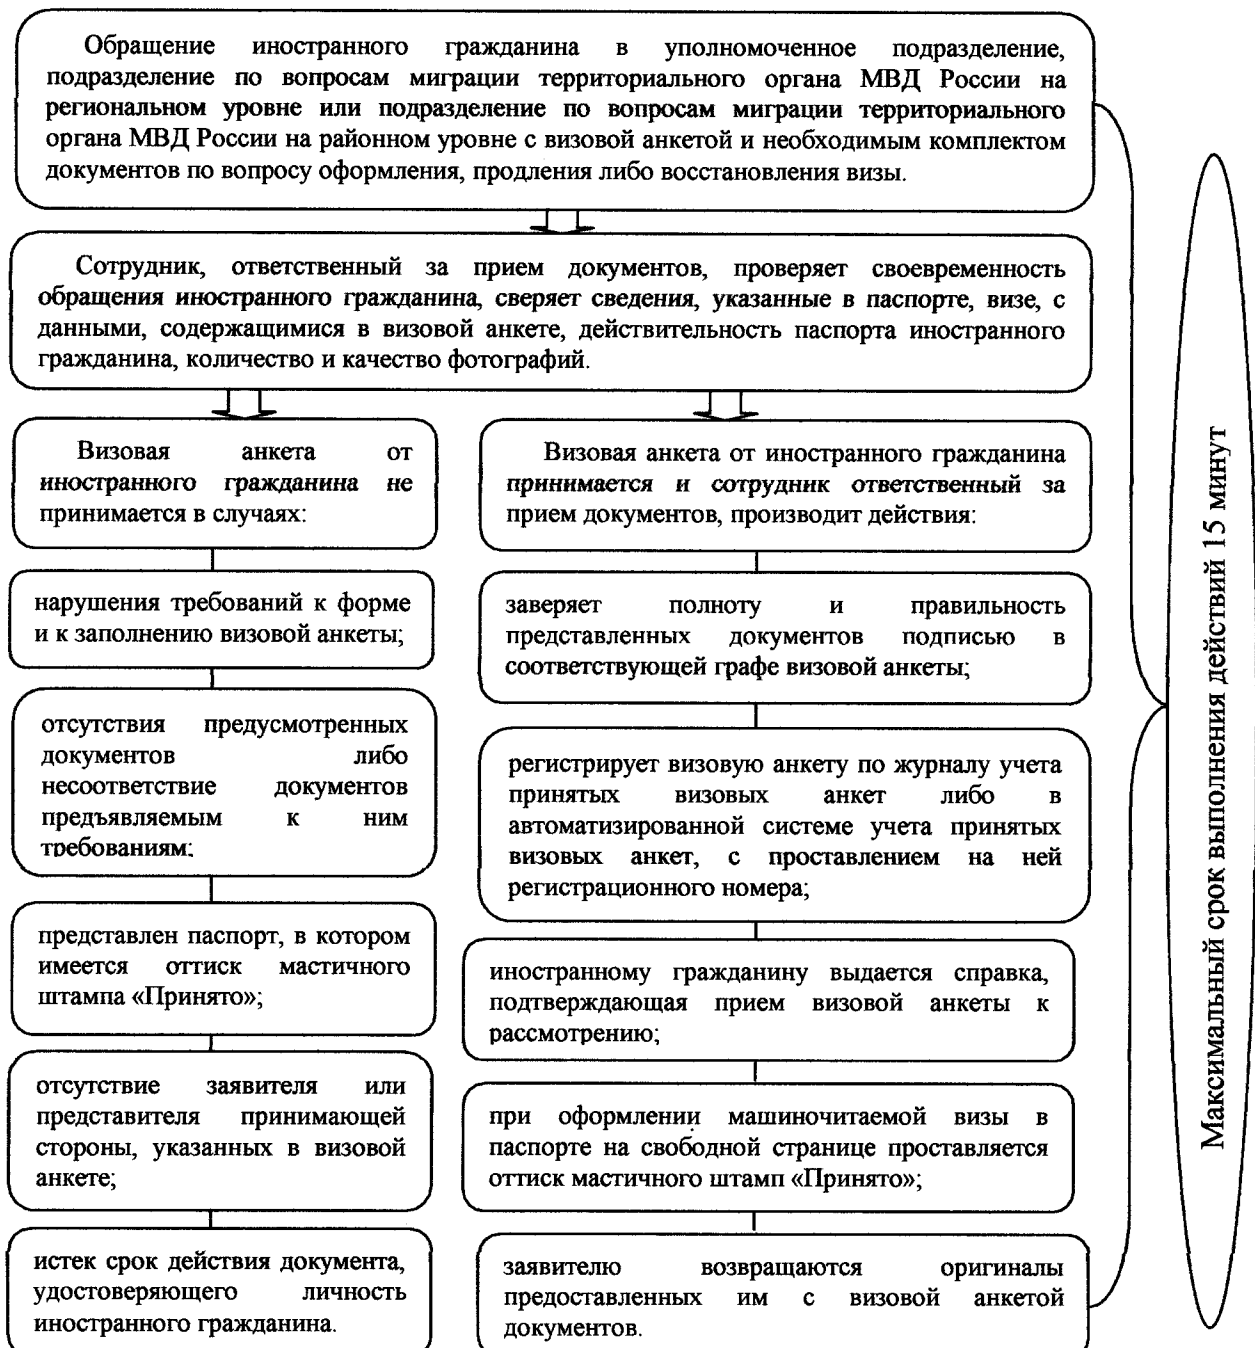 Обращение иностранного гражданина в уполномоченное подразделение,
подразделение по вопросам миграции территориального органа МВД России на
региональном уровне или подразделение по вопросам миграции территориального
органа МВД России на районном уровне с визовой анкетой и необходимым комплектом
документов по вопросу оформления, продления либо восстановления визы.
Сотрудник, ответственный за прием документов, проверяет своевременность
обращения иностранного гражданина, сверяет сведения, указанные в паспорте, визе, с
данными, содержащимися в визовой анкете, действительность паспорта иностранного
гражданина, количество и качество фотографий.
Визовая анкета от
иностранного гражданина не
принимается в случаях:
нарушения требований к форме
и к заполнению визовой анкеты;
отсутствия предусмотренных
документов либо
несоответствие документов
предъявляемым к ним
требованиям;
представлен паспорт, в котором
имеется оттиск мастичного
штампа «Принято»;
отсутствие заявителя или
представителя принимающей
стороны, указанных в визовой
анкете;
истек срок действия документа,
удостоверяющего личность
иностранного гражданина.
Визовая анкета от иностранного гражданина
принимается и сотрудник ответственный за
прием документов, производит действия:
заверяет полноту и правильность
представленных документов подписью в
соответствующей графе визовой анкеты;
регистрирует визовую анкету по журналу учета
принятых визовых анкет либо в
автоматизированной системе учета принятых
визовых анкет, с проставлением на ней
регистрационного номера;
иностранному гражданину выдается справка,
подтверждающая прием визовой анкеты к
рассмотрению;
при оформлении машиночитаемой визы в
паспорте на свободной странице проставляется
оттиск мастичного штамп «Принято»;
заявителю возвращаются оригиналы
предоставленных им с визовой анкетой
документов.
Максимальный срок выполнения действий 15 минут